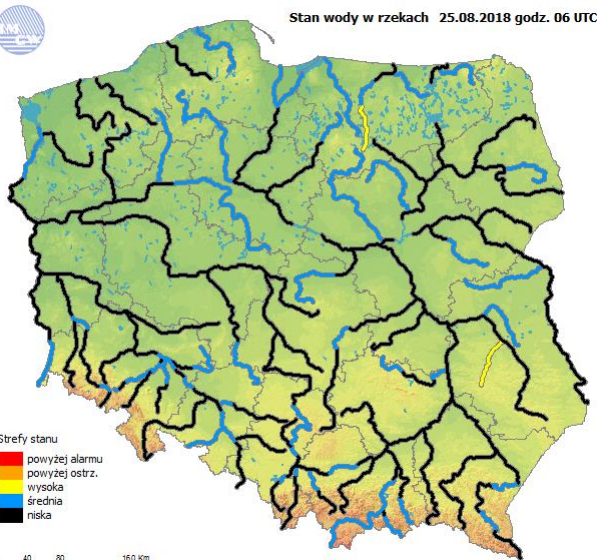 Stan wody w rzekach 25.08.2018 godz. 06 UTC
Strefy stanu
powyżej alarmu
powyżej ostrz.
wysoka
średnia
niska
40 80 160 Km